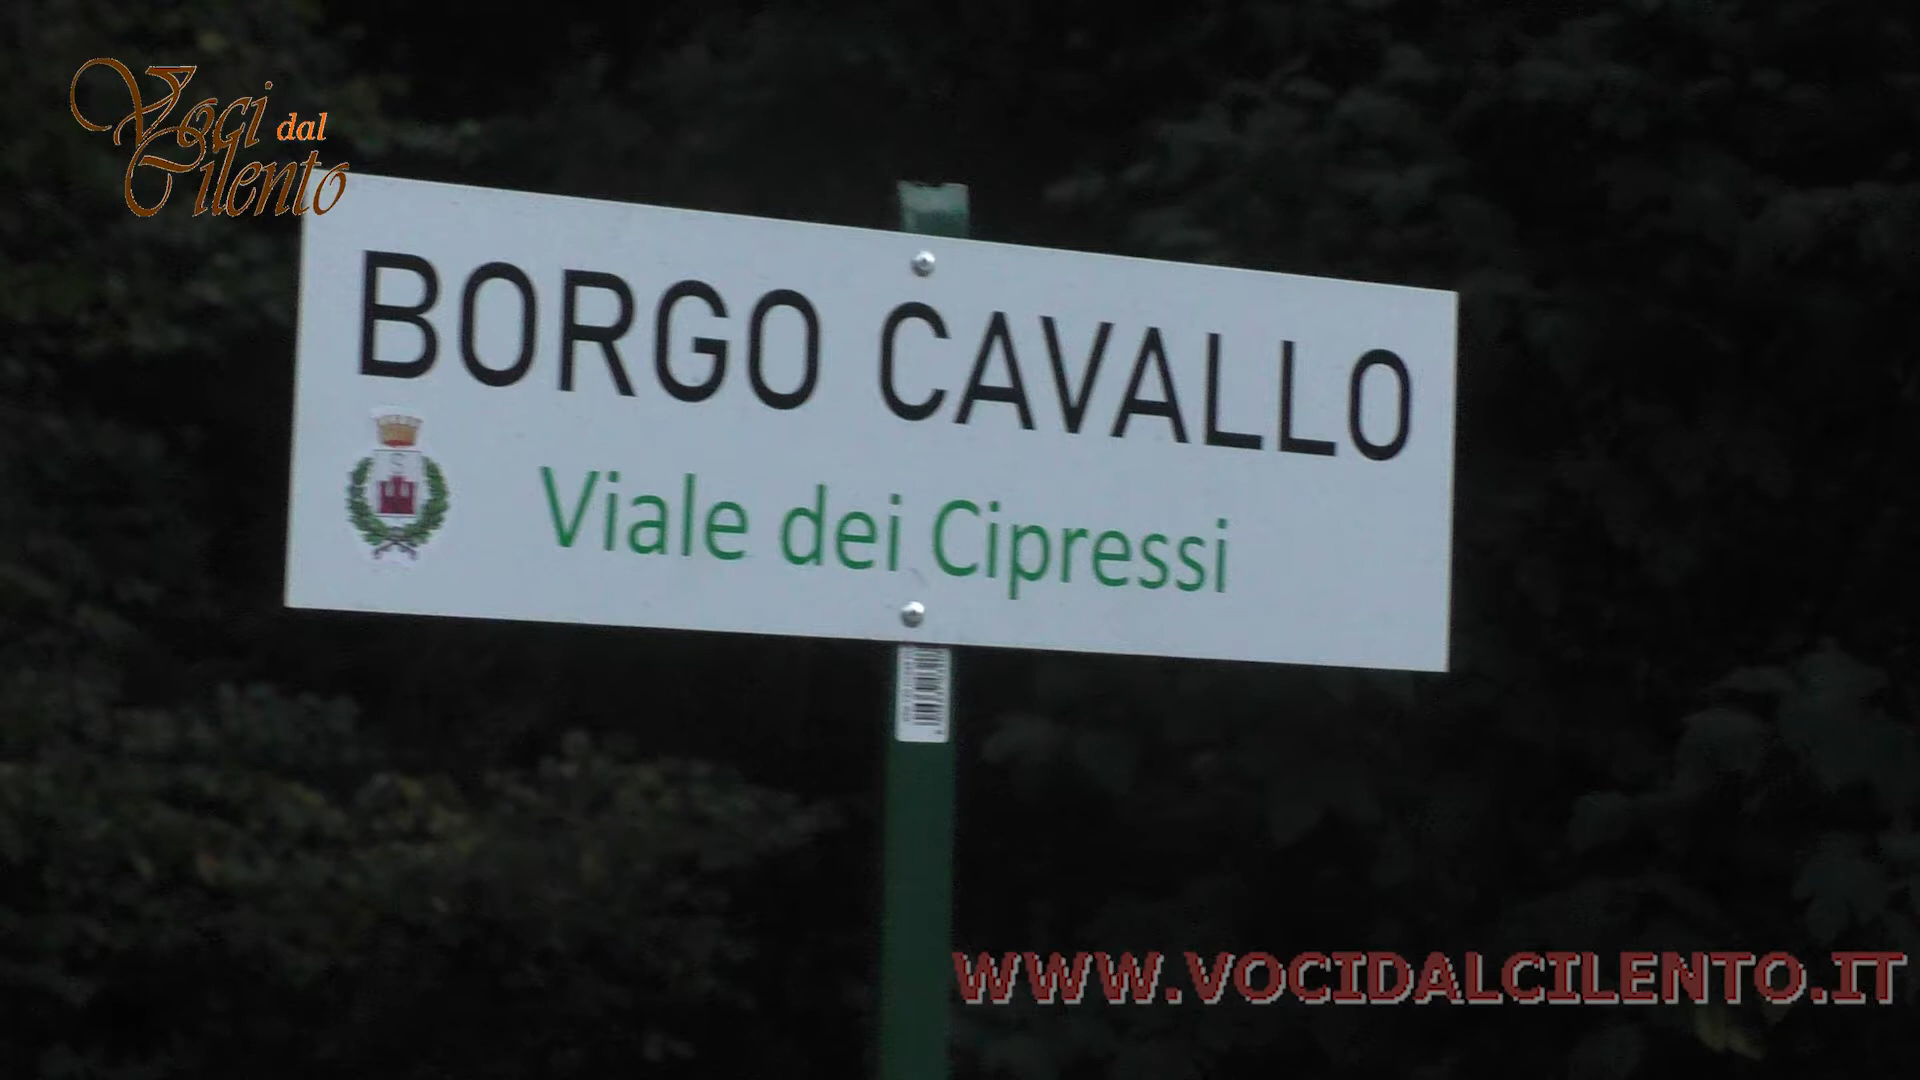 Voci dal
Cilento
BORGO CAVALLO
Viale dei Cipressi
WWW.VOCIDALCILENTO.IT